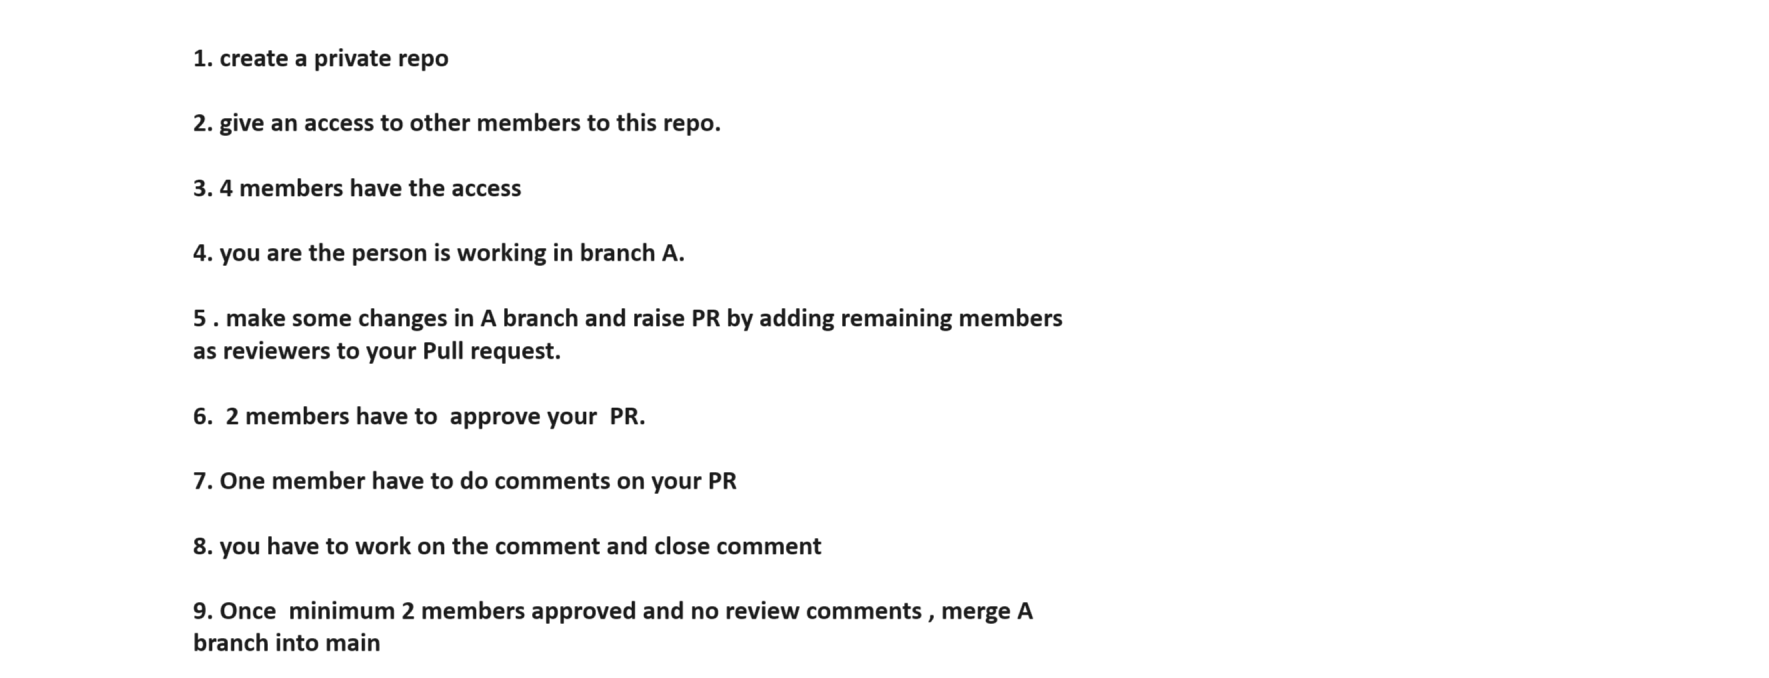 1. create a private repo
2. give an access to other members to this repo.
3. 4 members have the access
4. you are the person is working in branch A.
5 . make some changes in A branch and raise PR by adding remaining members
as reviewers to your Pull request.
6.  2 members have to  approve your  PR.
7. One member have to do comments on your PR
8. you have to work on the comment and close comment
9. Once  minimum 2 members approved and no review comments , merge A
branch into main